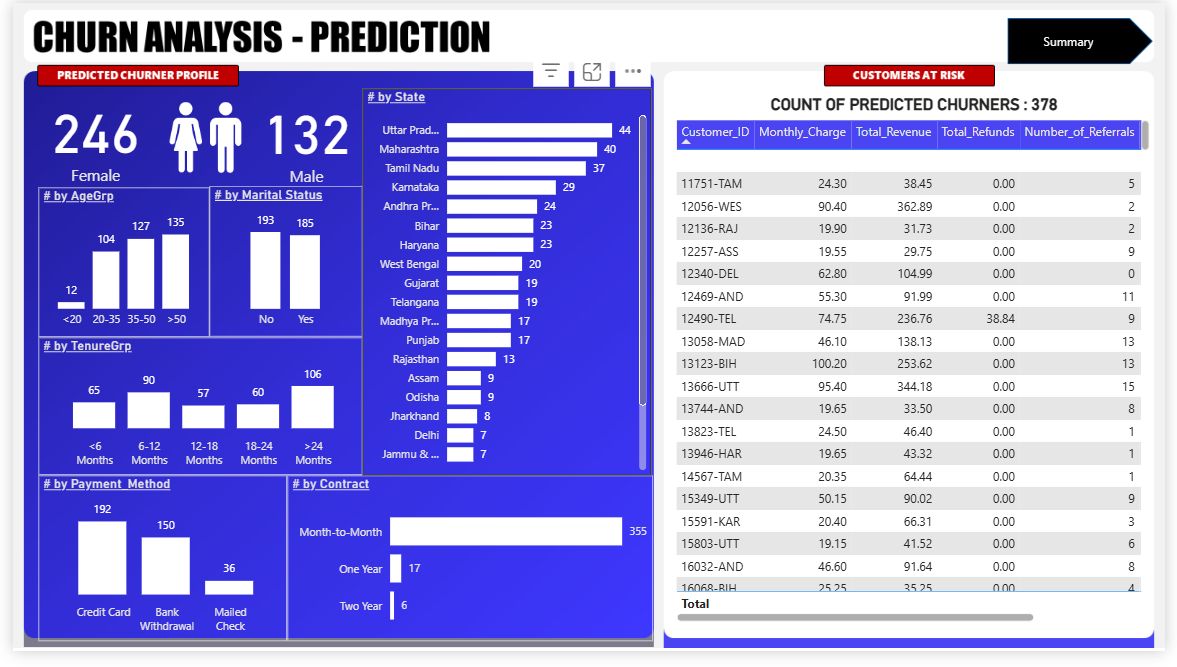 CHURN ANALYSIS - PREDICTION
Summary
PREDICTED CHURNER PROFILE
246
Female
132
Male
# by AgeGrp
12
104
127
135
<20
20-35
35-50
>50
# by Marital Status
193
185
No
Yes
# by TenureGrp
65
90
57
60
106
<6 Months
6-12 Months
12-18 Months
18-24 Months
>24 Months
# by State
Uttar Prad... 44
Maharashtra 40
Tamil Nadu 37
Karnataka 29
Andhra Pr... 24
Bihar 23
Haryana 23
West Bengal 20
Gujarat 19
Telangana 19
Madhya Pr... 17
Punjab 17
Rajasthan 13
Assam 9
Odisha 9
Jharkhand 8
Delhi 7
Jammu & ... 7
# by Payment_Method
192
150
36
Credit Card
Bank Withdrawal
Mailed Check
# by Contract
Month-to-Month 355
One Year 17
Two Year 6
CUSTOMERS AT RISK
COUNT OF PREDICTED CHURNERS : 378
Customer_ID Monthly_Charge Total_Revenue Total_Refunds Number_of_Referrals
11751-TAM 24.30 38.45 0.00 5
12056-WES 90.40 362.89 0.00 2
12136-RAJ 19.90 31.73 0.00 2
12257-ASS 19.55 29.75 0.00 9
12340-DEL 62.80 104.99 0.00 0
12469-AND 55.30 91.99 0.00 11
12490-TEL 74.75 236.76 38.84 9
13058-MAD 46.10 138.13 0.00 13
13123-BIH 100.20 253.62 0.00 13
13666-UTT 95.40 344.18 0.00 15
13744-AND 19.65 33.50 0.00 8
13823-TEL 24.50 46.40 0.00 1
13946-HAR 19.65 43.32 0.00 1
14567-TAM 20.35 64.44 0.00 1
15349-UTT 50.15 90.02 0.00 9
15591-KAR 20.40 66.31 0.00 3
15803-UTT 19.15 41.52 0.00 6
16032-AND 46.60 91.64 0.00 8
16068-BIH 25.25 35.25 0.00 4
Total